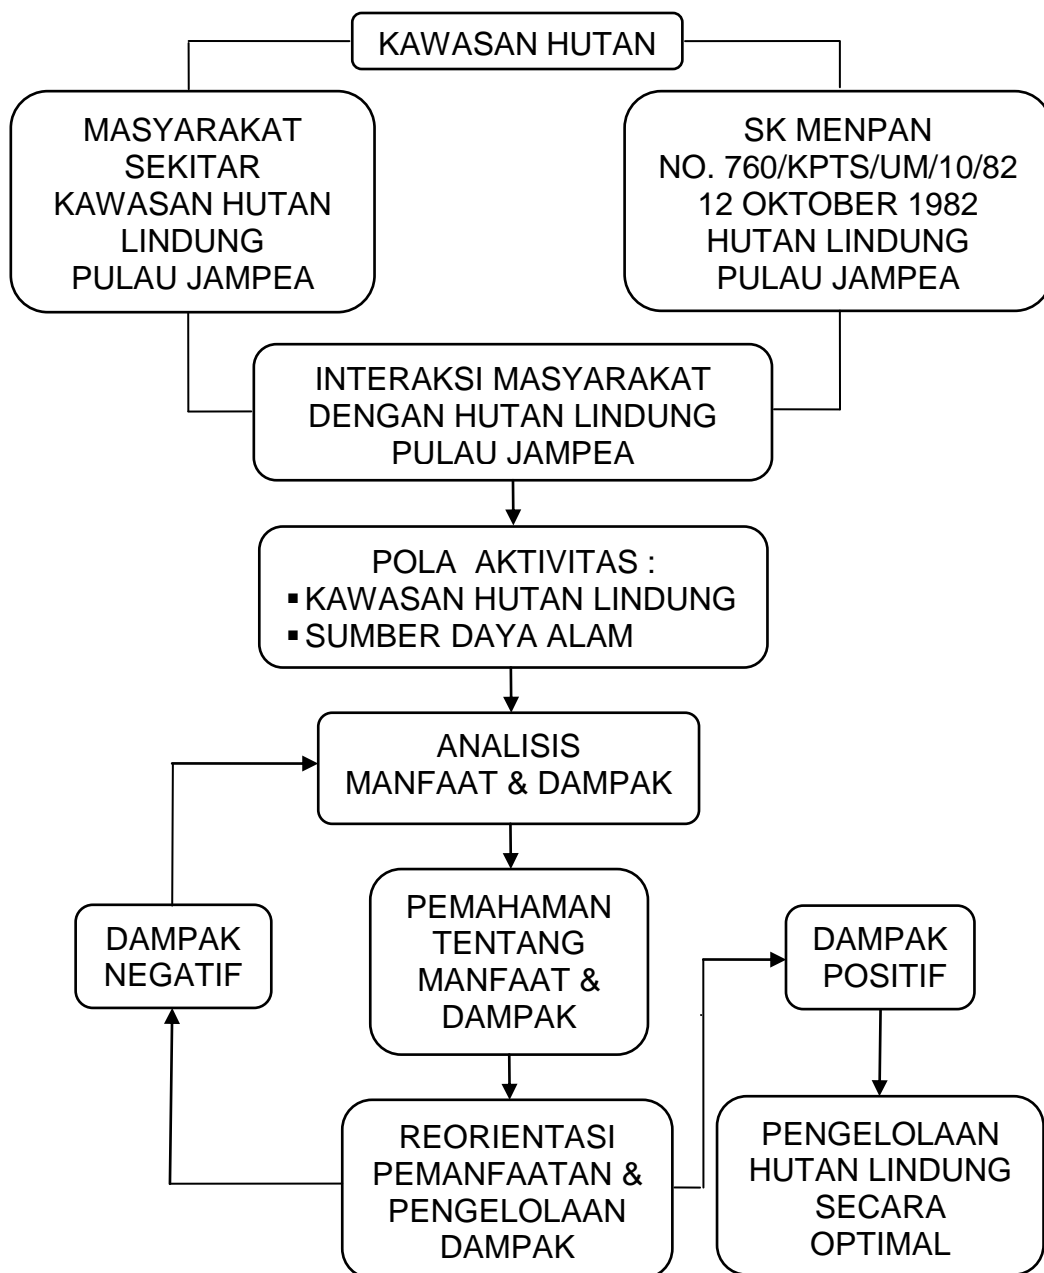 KAWASAN HUTAN
MASYARAKAT
SEKITAR
KAWASAN HUTAN
LINDUNG
PULAU JAMPEA
SK MENPAN
NO. 760/KPTS/UM/10/82
12 OKTOBER 1982
HUTAN LINDUNG
PULAU JAMPEA
INTERAKSI MASYARAKAT
DENGAN HUTAN LINDUNG
PULAU JAMPEA
POLA AKTIVITAS :
▪ KAWASAN HUTAN LINDUNG
▪ SUMBER DAYA ALAM
ANALISIS
MANFAAT & DAMPAK
PEMAHAMAN
TENTANG
MANFAAT &
DAMPAK
DAMPAK
NEGATIF
DAMPAK
POSITIF
REORIENTASI
PEMANFAATAN &
PENGELOLAAN
DAMPAK
PENGELOLAAN
HUTAN LINDUNG
SECARA
OPTIMAL